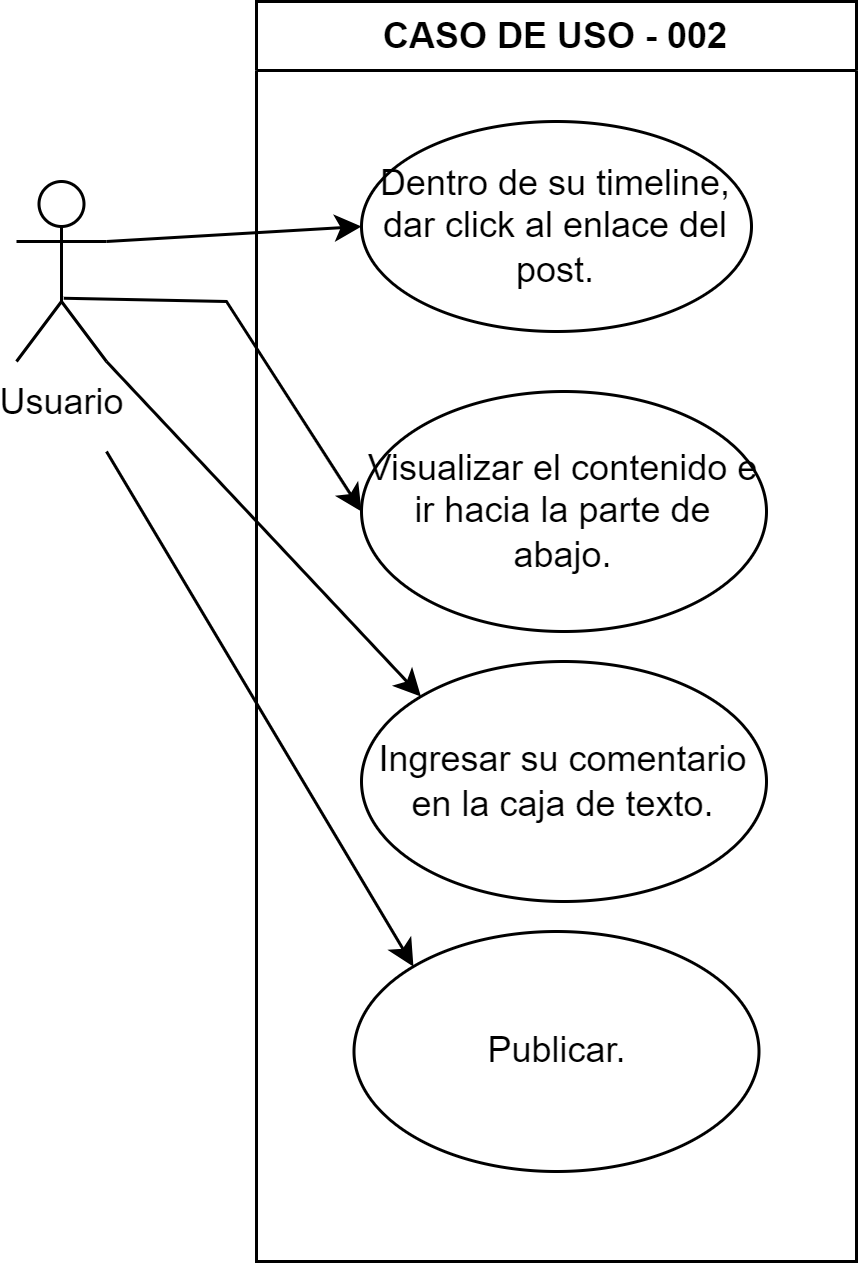 CASO DE USO - 002
Dentro de su timeline,
dar click al enlace del
post.
Usuario
Visualizar el contenido e
ir hacia la parte de
abajo.
Ingresar su comentario
en la caja de texto.
Publicar.